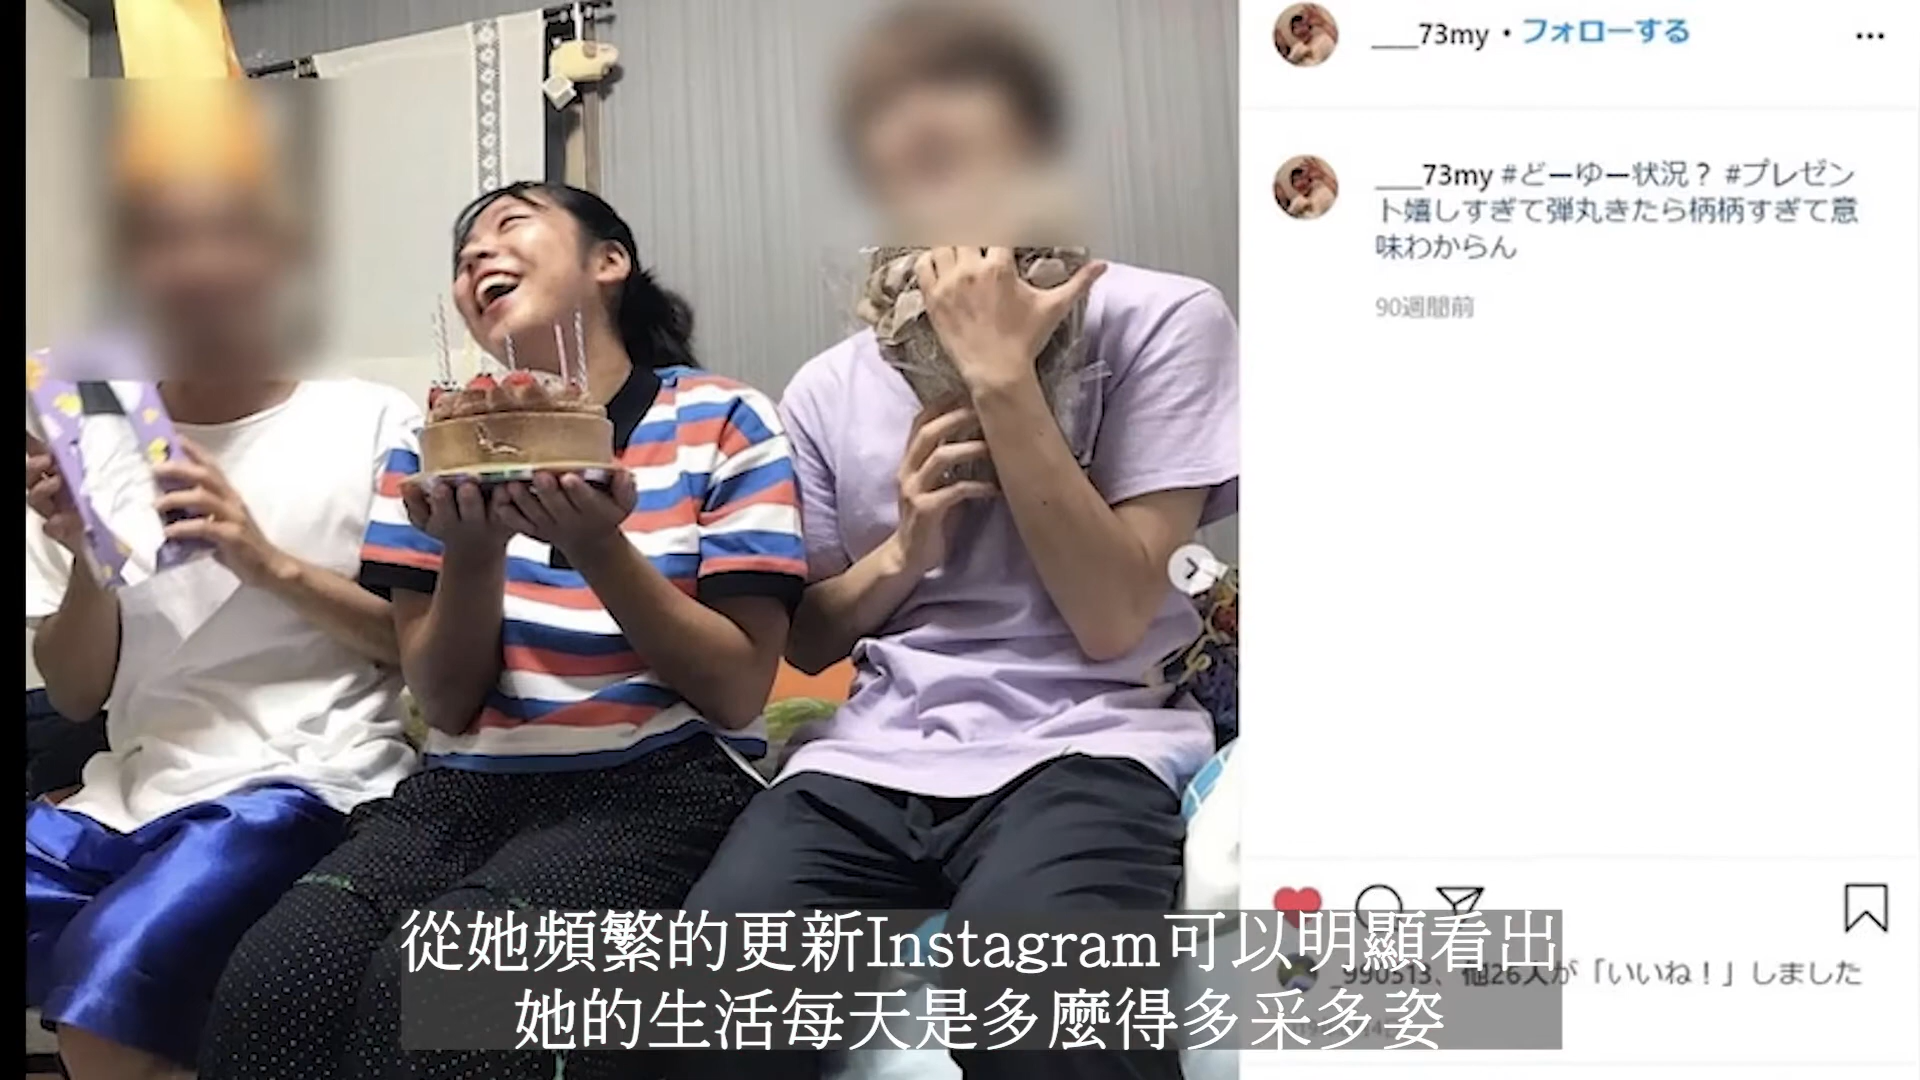 ___73my • フォローする
___73my #どーゆー状況？ #プレゼン
ト嬉しすぎて弾丸きたら柄柄すぎて意
味わからん
90週間前
_990513、他26人が「いいね！」しました
從她頻繁的更新Instagram可以明顯看出
她的生活每天是多麼得多采多姿